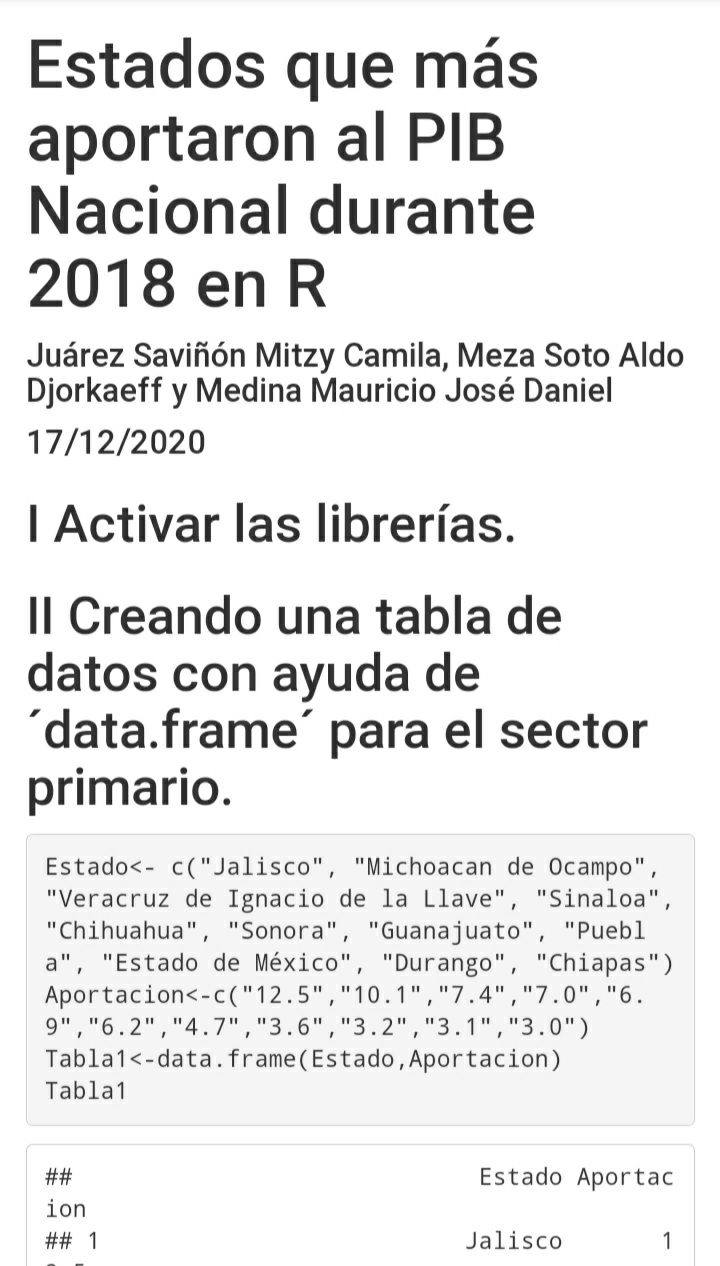 Estados que más
aportaron al PIB
Nacional durante
2018 en R
Juárez Saviñón Mitzy Camila, Meza Soto Aldo
Djorkaeff y Medina Mauricio José Daniel
17/12/2020
I Activar las librerías.
II Creando una tabla de
datos con ayuda de
´data.frame´ para el sector
primario.
Estado<- c("Jalisco", "Michoacan de Ocampo",
"Veracruz de Ignacio de la Llave", "Sinaloa",
"Chihuahua", "Sonora", "Guanajuato", "Puebl
a", "Estado de México", "Durango", "Chiapas")
Aportacion<-c("12.5","10.1","7.4","7.0","6.
9","6.2","4.7","3.6","3.2","3.1","3.0")
Tabla1<-data.frame(Estado,Aportacion)
Tabla1
## Estado Aportac
ion
## 1 Jalisco 1